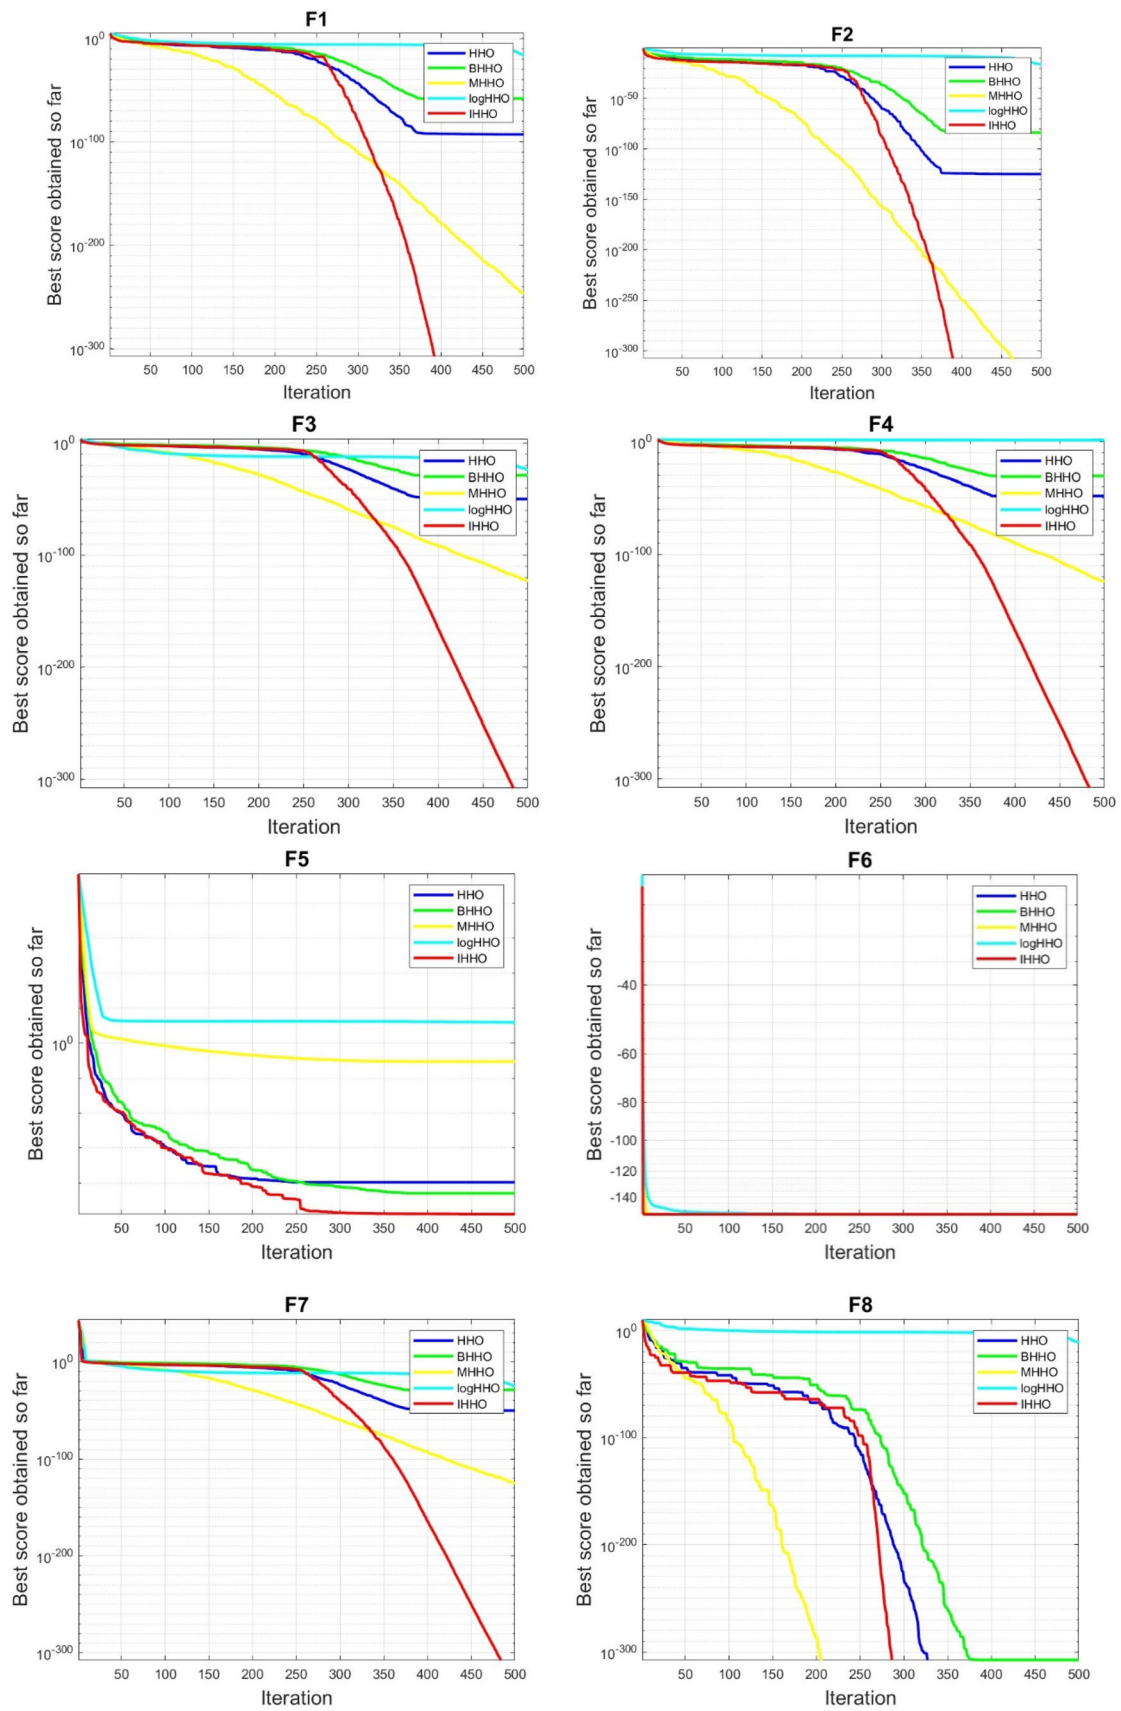 F1
Best score obtained so far
10^0
10^-100
10^-200
10^-300
50 100 150 200 250 300 350 400 450 500
Iteration
HHO
BHHO
MHHO
logHHO
IHHO
F2
Best score obtained so far
10^-50
10^-100
10^-150
10^-200
10^-250
10^-300
50 100 150 200 250 300 350 400 450 500
Iteration
HHO
BHHO
MHHO
logHHO
IHHO
F3
Best score obtained so far
10^0
10^-100
10^-200
10^-300
50 100 150 200 250 300 350 400 450 500
Iteration
HHO
BHHO
MHHO
logHHO
IHHO
F4
Best score obtained so far
10^0
10^-100
10^-200
10^-300
50 100 150 200 250 300 350 400 450 500
Iteration
HHO
BHHO
MHHO
logHHO
IHHO
F5
Best score obtained so far
10^0
50 100 150 200 250 300 350 400 450 500
Iteration
HHO
BHHO
MHHO
logHHO
IHHO
F6
Best score obtained so far
-40
-60
-80
-100
-120
-140
50 100 150 200 250 300 350 400 450 500
Iteration
HHO
BHHO
MHHO
logHHO
IHHO
F7
Best score obtained so far
10^0
10^-100
10^-200
10^-300
50 100 150 200 250 300 350 400 450 500
Iteration
HHO
BHHO
MHHO
logHHO
IHHO
F8
Best score obtained so far
10^0
10^-100
10^-200
10^-300
50 100 150 200 250 300 350 400 450 500
Iteration
HHO
BHHO
MHHO
logHHO
IHHO